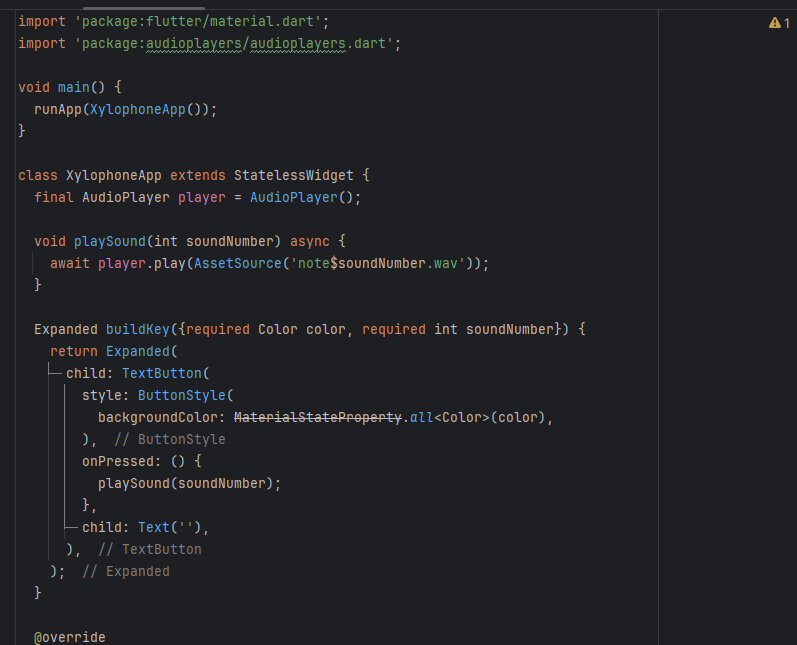 import 'package:flutter/material.dart';
import 'package:audioplayers/audioplayers.dart';
1
void main() {
  runApp(XylophoneApp());
}
class XylophoneApp extends StatelessWidget {
  final AudioPlayer player = AudioPlayer();
  void playSound(int soundNumber) async {
    await player.play(AssetSource('note$soundNumber.wav'));
  }
  Expanded buildKey({required Color color, required int soundNumber}) {
    return Expanded(
      child: TextButton(
        style: ButtonStyle(
          backgroundColor: MaterialStateProperty.all<Color>(color),
        ),  // ButtonStyle
        onPressed: () {
          playSound(soundNumber);
        },
        child: Text(''),
      ),  // TextButton
    );  // Expanded
  }
  @override